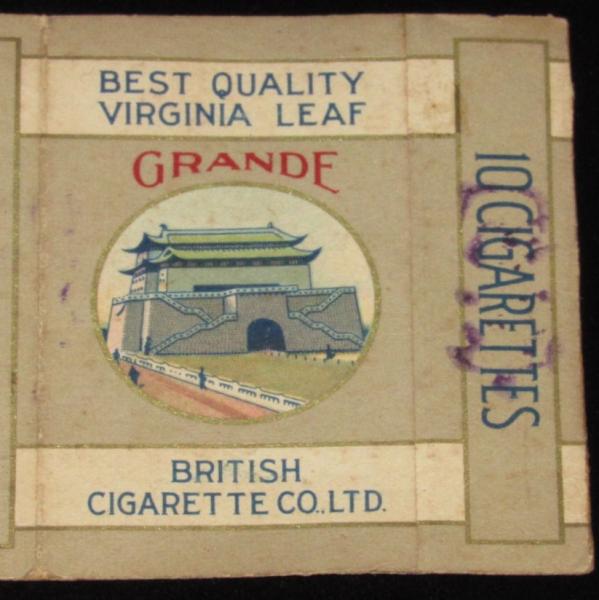 BEST QUALITY
VIRGINIA LEAF
GRANDE
BRITISH
CIGARETTE CO., LTD.
10 CIGARETTES